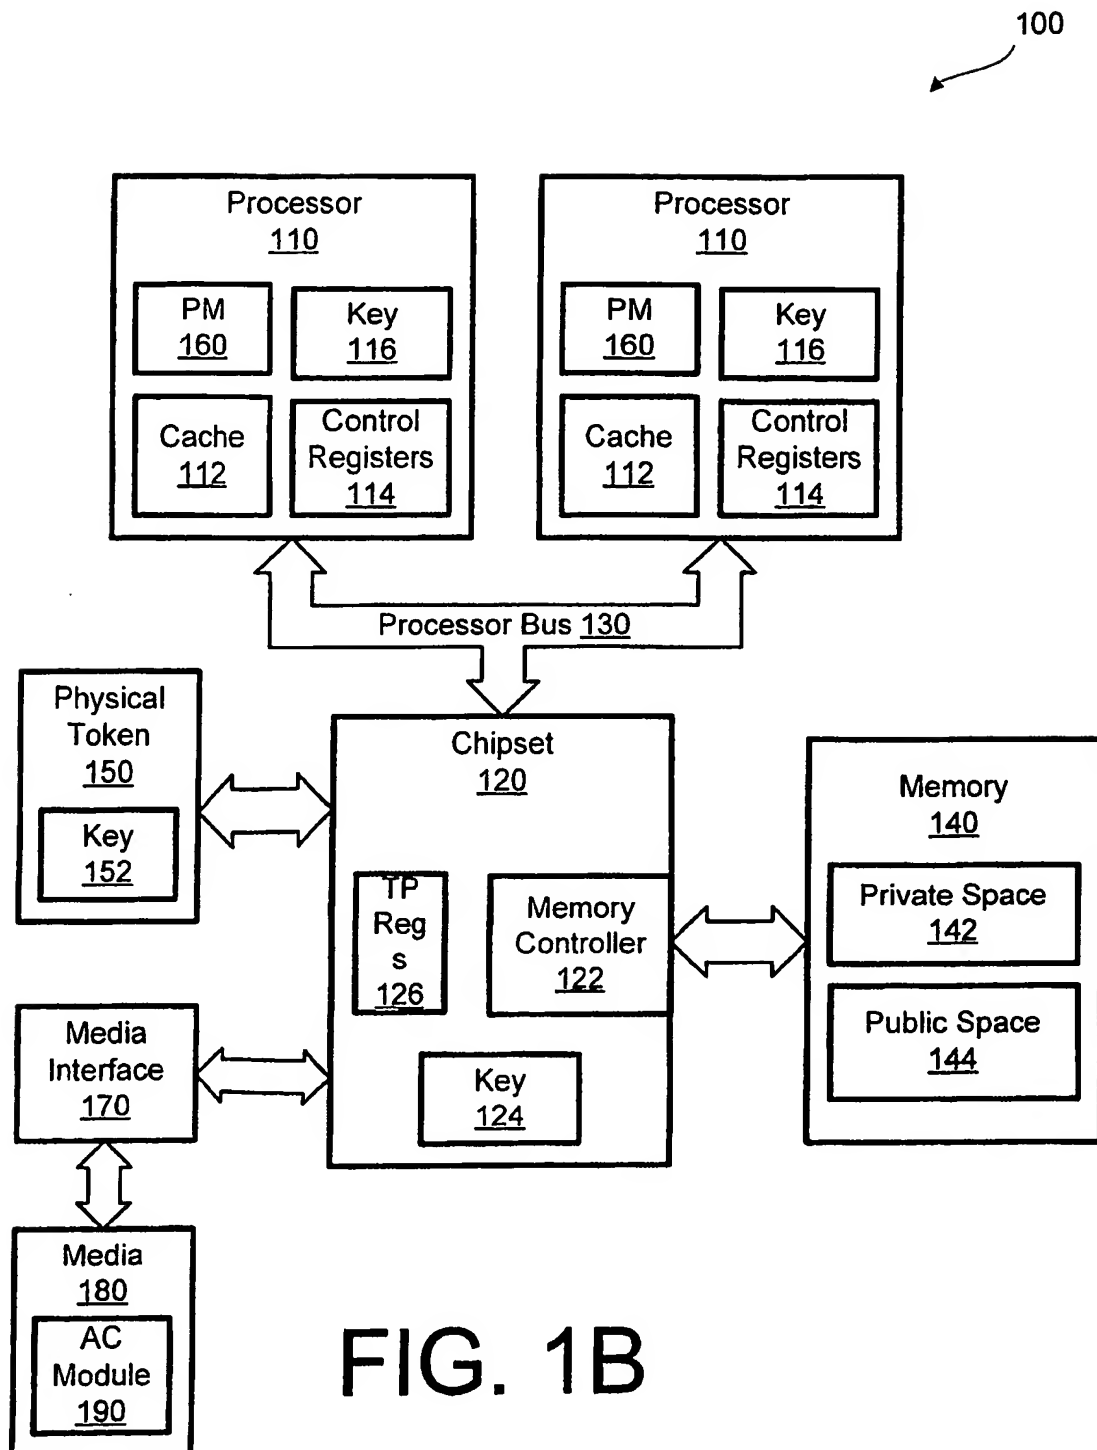 100
Processor
110
PM
160
Key
116
Cache
112
Control
Registers
114
Processor
110
PM
160
Key
116
Cache
112
Control
Registers
114
Processor Bus 130
Physical
Token
150
Key
152
Chipset
120
TP
Reg
s
126
Memory
Controller
122
Key
124
Memory
140
Private Space
142
Public Space
144
Media
Interface
170
Media
180
AC
Module
190
FIG. 1B